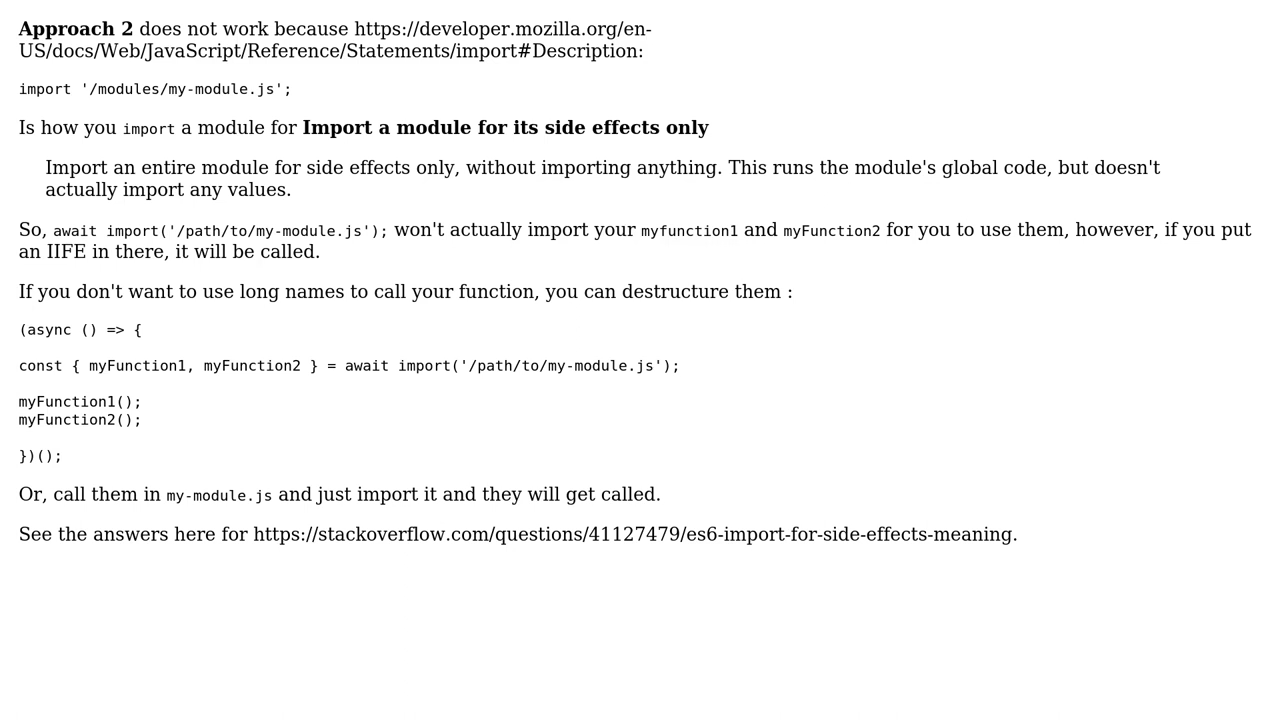 Approach 2 does not work because https://developer.mozilla.org/en-
US/docs/Web/JavaScript/Reference/Statements/import#Description:
import '/modules/my-module.js';
Is how you import a module for Import a module for its side effects only
Import an entire module for side effects only, without importing anything. This runs the module's global code, but doesn't
actually import any values.
So, await import('/path/to/my-module.js'); won't actually import your myfunction1 and myFunction2 for you to use them, however, if you put
an IIFE in there, it will be called.
If you don't want to use long names to call your function, you can destructure them :
(async () => {
const { myFunction1, myFunction2 } = await import('/path/to/my-module.js');
myFunction1();
myFunction2();
})();
Or, call them in my-module.js and just import it and they will get called.
See the answers here for https://stackoverflow.com/questions/41127479/es6-import-for-side-effects-meaning.